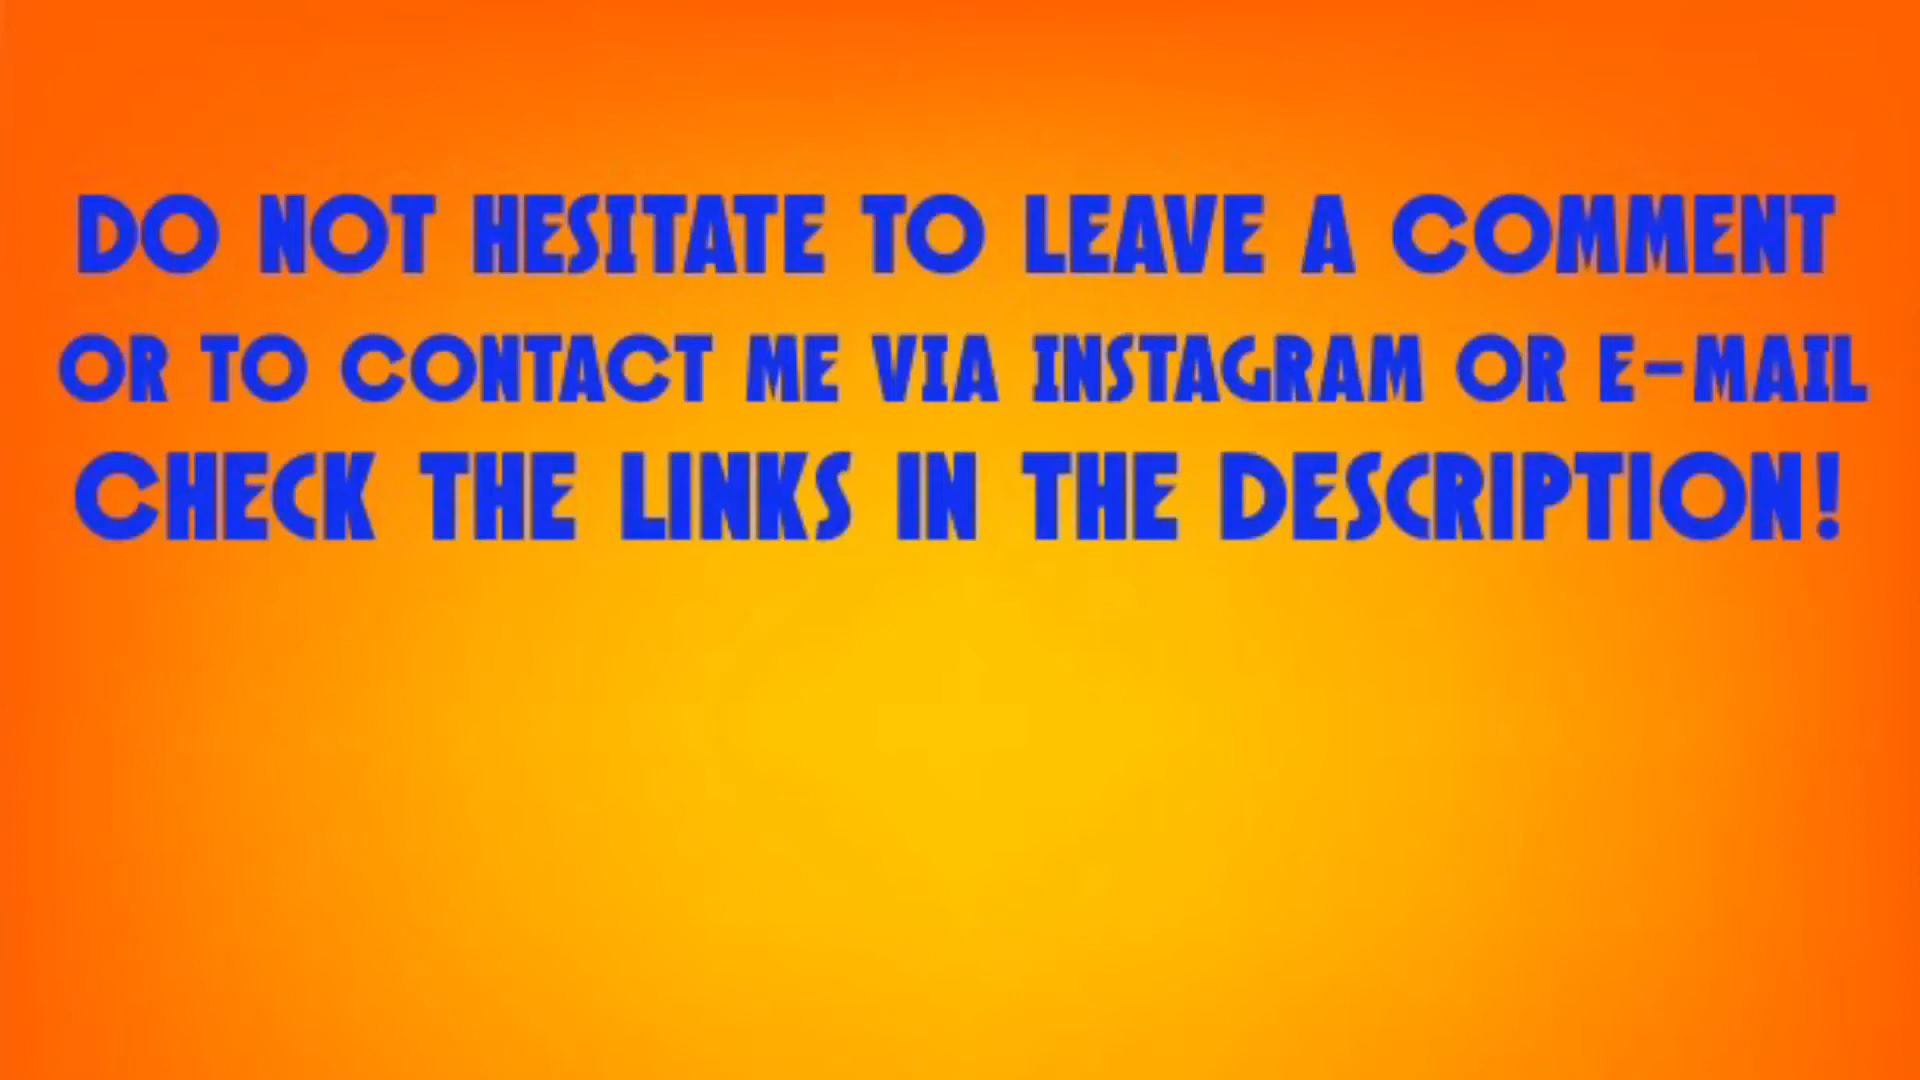 DO NOT HESITATE TO LEAVE A COMMENT
OR TO CONTACT ME VIA INSTAGRAM OR E-MAIL
CHECK THE LINKS IN THE DESCRIPTION!